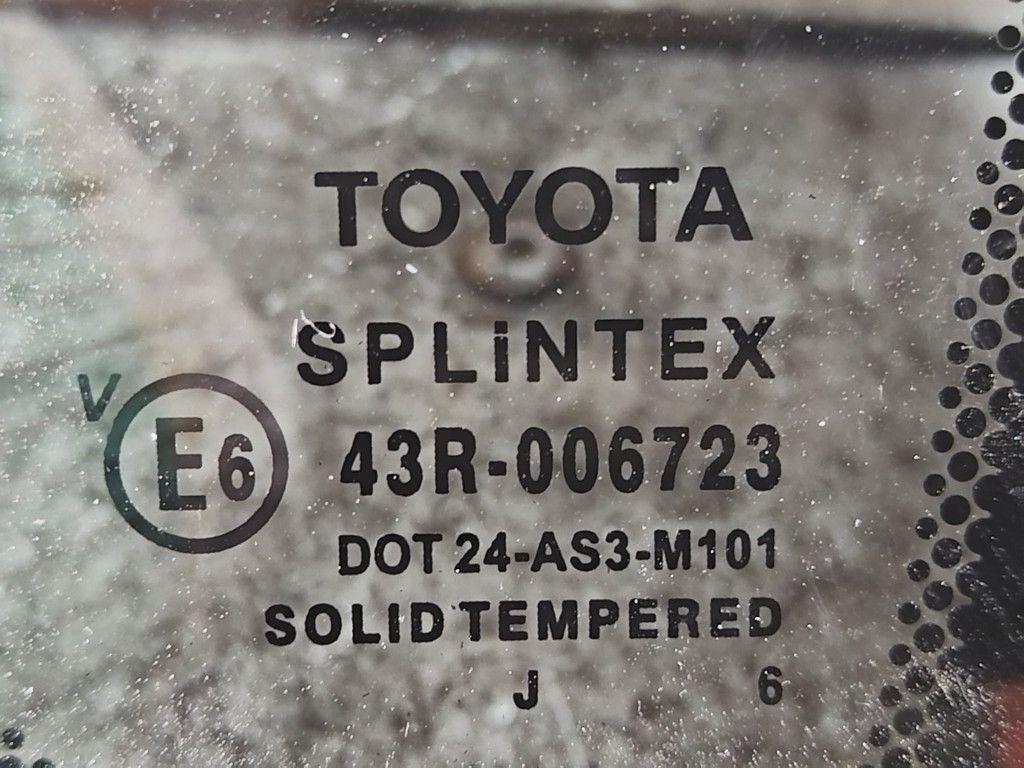 TOYOTA
SPLiNTEX
V
E6
43R-006723
DOT 24-AS3-M101
SOLID TEMPERED
J 6